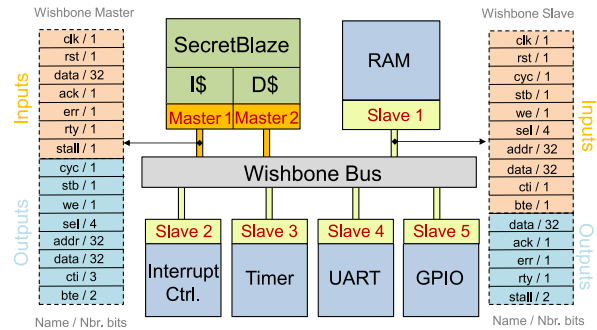 Wishbone Master
clk / 1
rst / 1
data / 32
ack / 1
err / 1
rty / 1
stall / 1
cyc / 1
stb / 1
we / 1
sel / 4
addr / 32
data / 32
cti / 3
bte / 2
Inputs
Outputs
Name / Nbr. bits
SecretBlaze
I$ D$
Master 1 Master 2
RAM
Slave 1
Wishbone Bus
Slave 2 Slave 3 Slave 4 Slave 5
Interrupt Timer UART GPIO
Ctrl.
Wishbone Slave
clk / 1
rst / 1
cyc / 1
stb / 1
we / 1
sel / 4
addr / 32
data / 32
cti / 1
bte / 1
data / 32
ack / 1
err / 1
rty / 1
stall / 2
Inputs
Outputs
Name / Nbr. bits